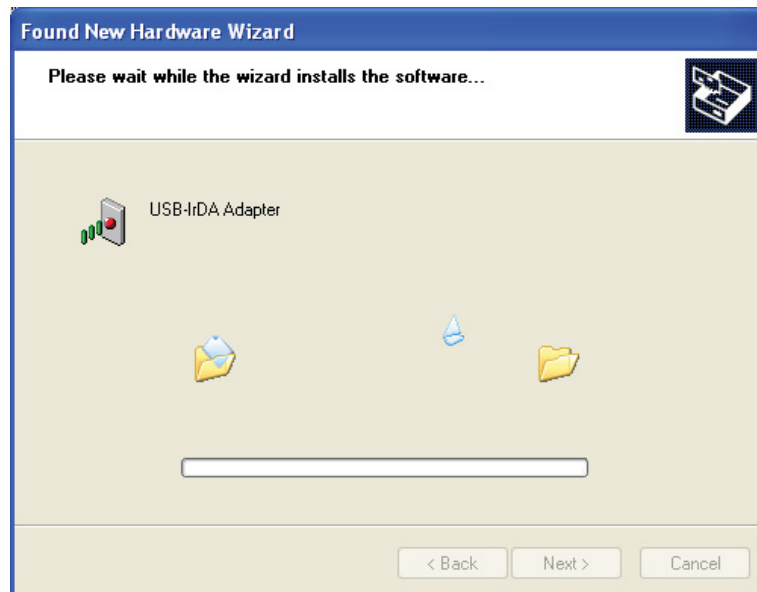 Found New Hardware Wizard
Please wait while the wizard installs the software...
USB-IrDA Adapter
< Back
Next >
Cancel